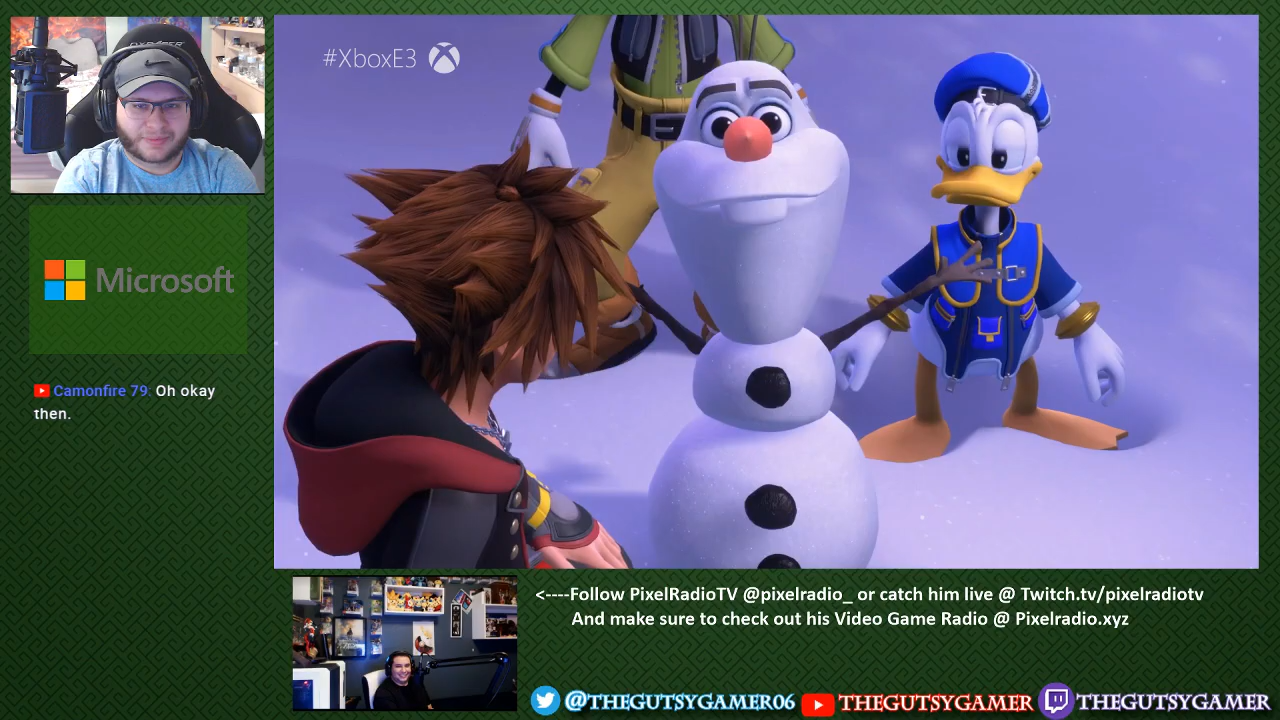 #XboxE3
Microsoft
Camonfire 79: Oh okay
then.
<----Follow PixelRadioTV @pixelradio_ or catch him live @ Twitch.tv/pixelradiotv
And make sure to check out his Video Game Radio @ Pixelradio.xyz
@THEGUTSYGAMER06
THEGUTSYGAMER
THEGUTSYGAMER